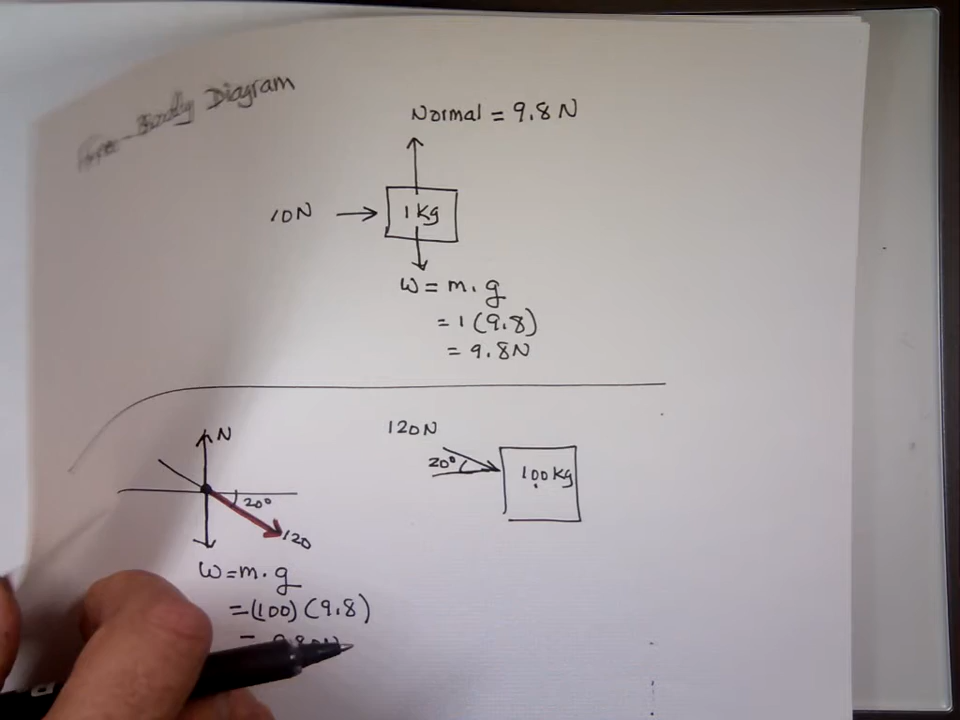 Free-Body Diagram
Normal = 9.8 N
10N
1 Kg
W = m. g
= 1 (9.8)
= 9.8N
N
20°
120
W=m.g
=(100) (9.8)
= 980N
120N
20°
100 kg